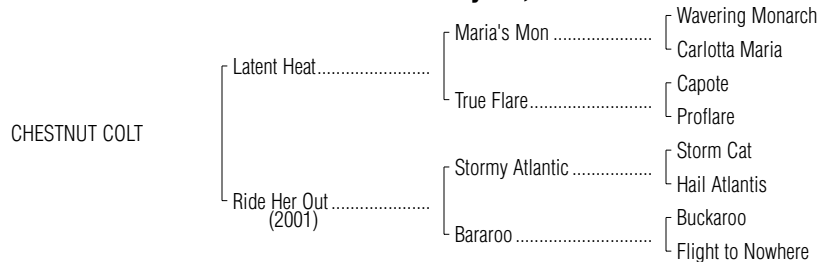 Wavering Monarch
Maria's Mon ....................
Carlotta Maria
Latent Heat.......................
Capote
True Flare.........................
Proflare
CHESTNUT COLT
Storm Cat
Stormy Atlantic ................
Hail Atlantis
Ride Her Out ....................
(2001)
Buckaroo
Bararoo ............................
Flight to Nowhere